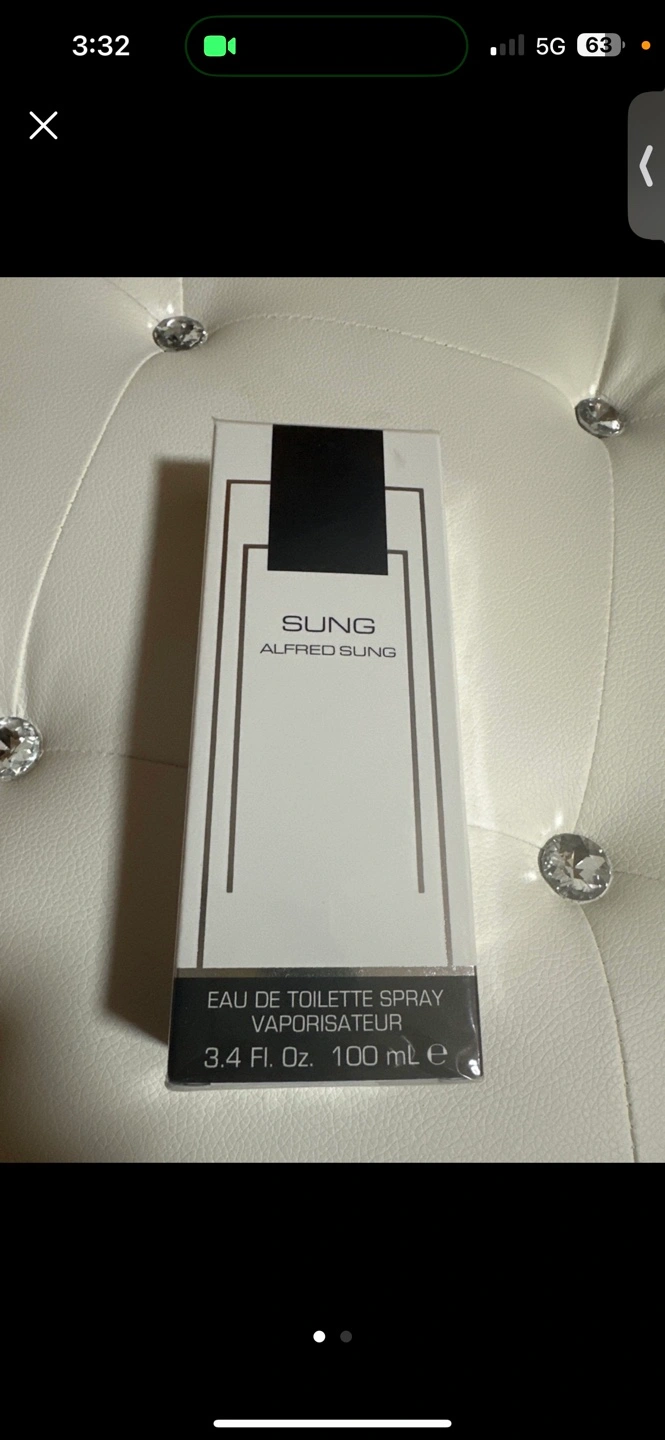 3:32
5G
63
SUNG
ALFRED SUNG
EAU DE TOILETTE SPRAY
VAPORISATEUR
3.4 Fl. Oz. 100 mL ℮